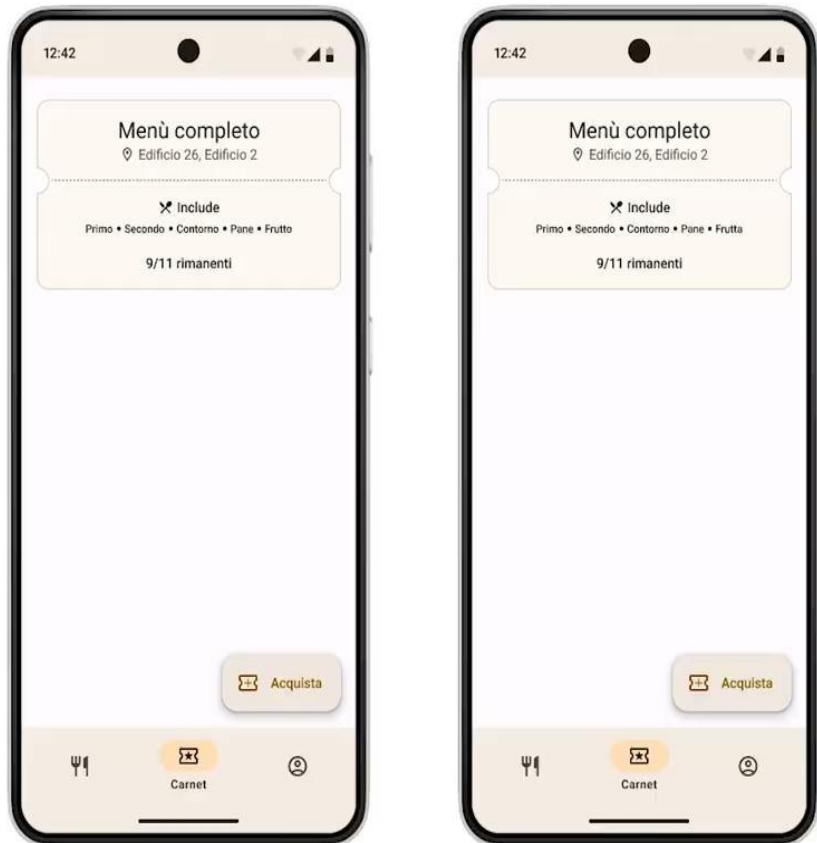 12:42
Menù completo
Edificio 26, Edificio 2
Include
Primo • Secondo • Contorno • Pane • Frutto
9/11 rimanenti
Acquista
Carnet
12:42
Menù completo
Edificio 26, Edificio 2
Include
Primo • Secondo • Contorno • Pane • Frutta
9/11 rimanenti
Acquista
Carnet